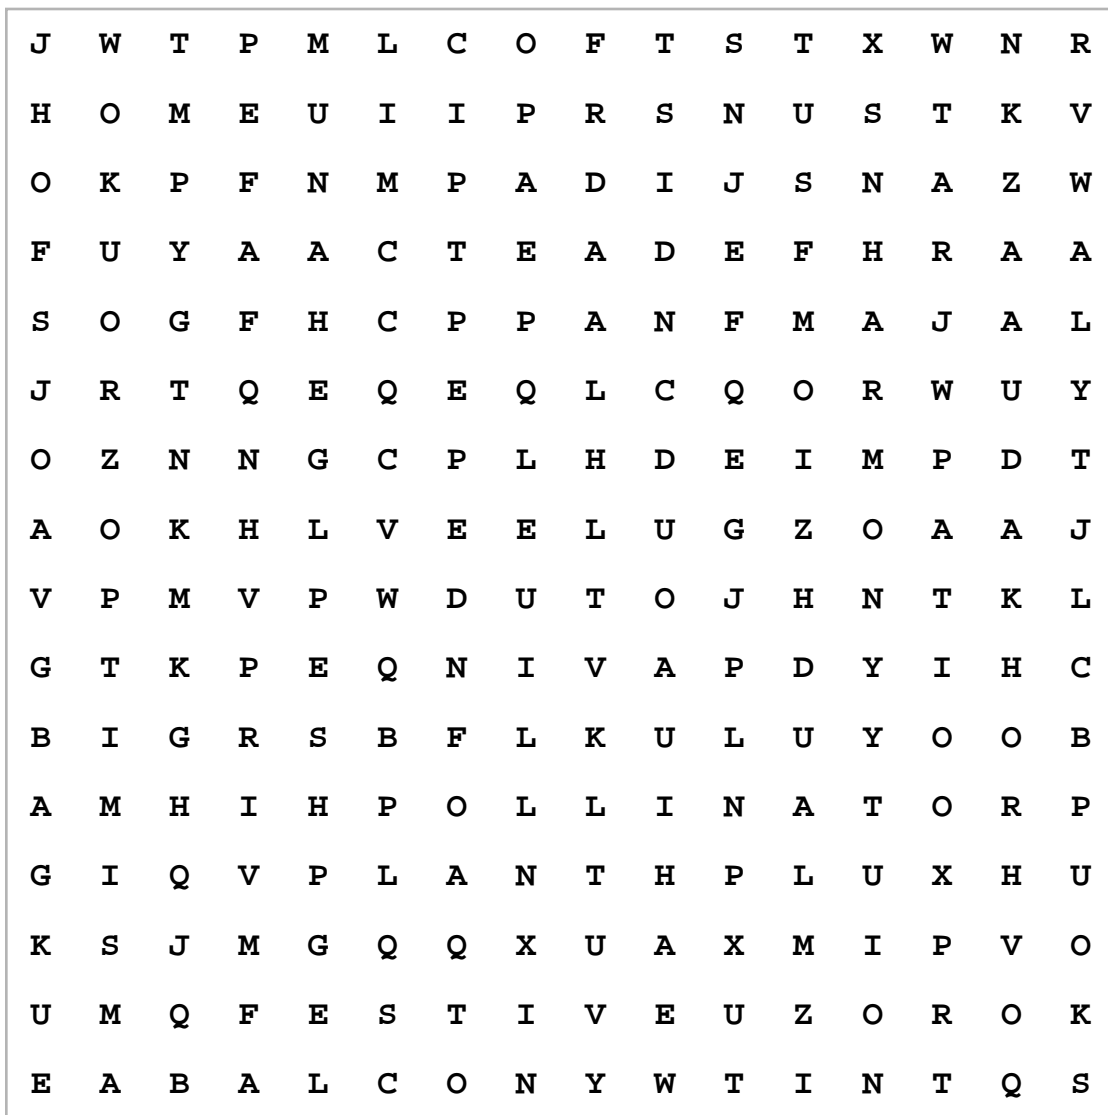 J W T P M L C O F T S T X W N R
H O M E U I I P R S N U S T K V
O K P F N M P A D I J S N A Z W
F U Y A A C T E A D E F H R A A
S O G F H C P P A N F M A J A L
J R T Q E Q E Q L C Q O R W U Y
O Z N N G C P L H D E I M P D T
A O K H L V E E L U G Z O A A J
V P M V P W D U T O J H N T K L
G T K P E Q N I V A P D Y I H C
B I G R S B F L K U L U Y O O B
A M H I H P O L L I N A T O R P
G I Q V P L A N T H P L U X H U
K S J M G Q Q X U A X M I P V O
U M Q F E S T I V E U Z O R O K
E A B A L C O N Y W T I N T Q S